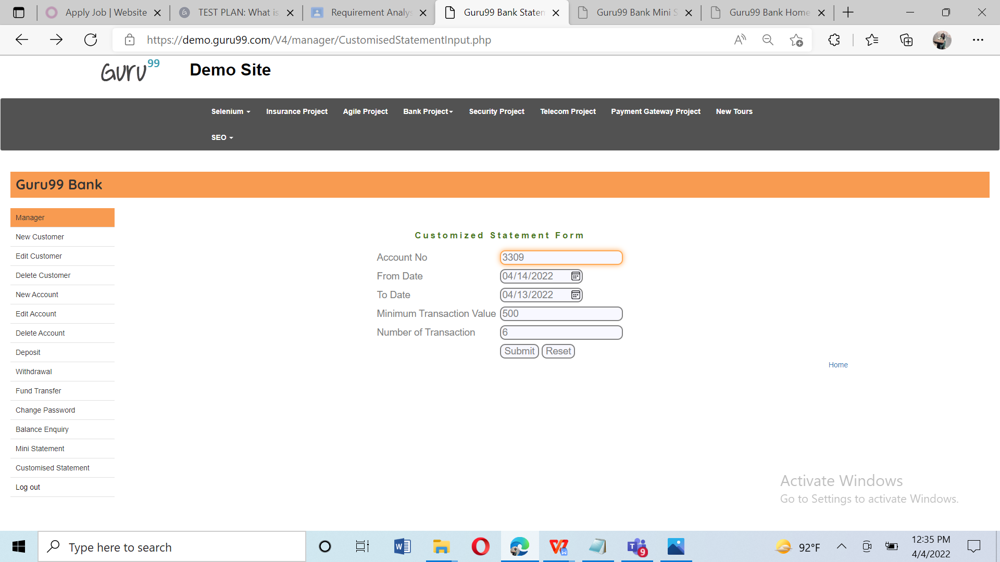 Apply Job | Website
TEST PLAN: What is
Requirement Analys
Guru99 Bank Statem
Guru99 Bank Mini S
Guru99 Bank Home
https://demo.guru99.com/V4/manager/CustomisedStatementInput.php
Guru99
Demo Site
Selenium
Insurance Project
Agile Project
Bank Project
Security Project
Telecom Project
Payment Gateway Project
New Tours
SEO
Guru99 Bank
Manager
New Customer
Edit Customer
Delete Customer
New Account
Edit Account
Delete Account
Deposit
Withdrawal
Fund Transfer
Change Password
Balance Enquiry
Mini Statement
Customised Statement
Log out
Customized Statement Form
Account No 3309
From Date 04/14/2022
To Date 04/13/2022
Minimum Transaction Value 500
Number of Transaction 6
Submit Reset
Home
Activate Windows
Go to Settings to activate Windows.
Type here to search
9
92°F
12:35 PM
4/4/2022